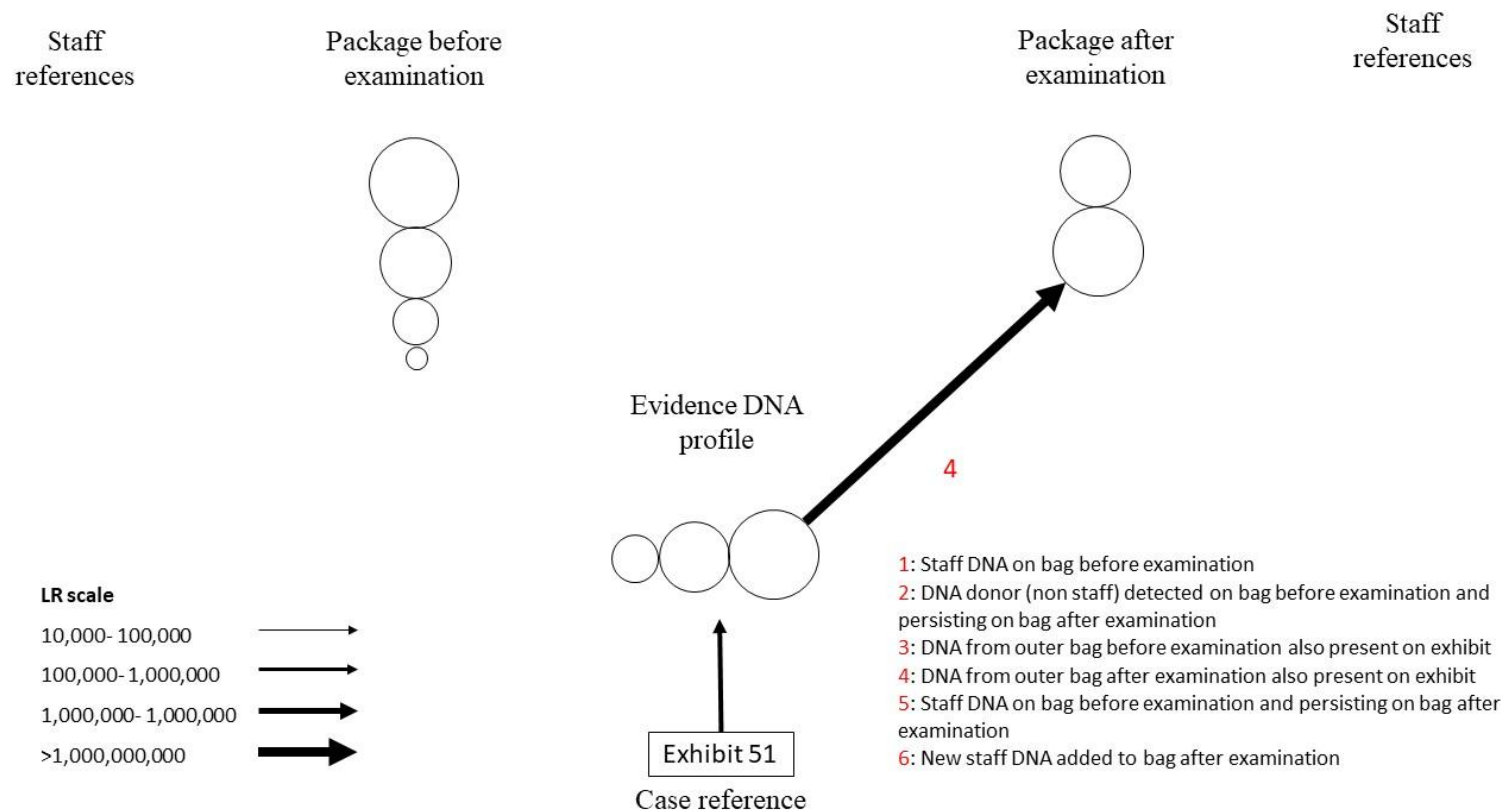 Staff
references
Package before
examination
Package after
examination
Staff
references
Evidence DNA
profile
4
LR scale
10,000- 100,000
100,000- 1,000,000
1,000,000- 1,000,000
>1,000,000,000
Exhibit 51
Case reference
1: Staff DNA on bag before examination
2: DNA donor (non staff) detected on bag before examination and
persisting on bag after examination
3: DNA from outer bag before examination also present on exhibit
4: DNA from outer bag after examination also present on exhibit
5: Staff DNA on bag before examination and persisting on bag after
examination
6: New staff DNA added to bag after examination